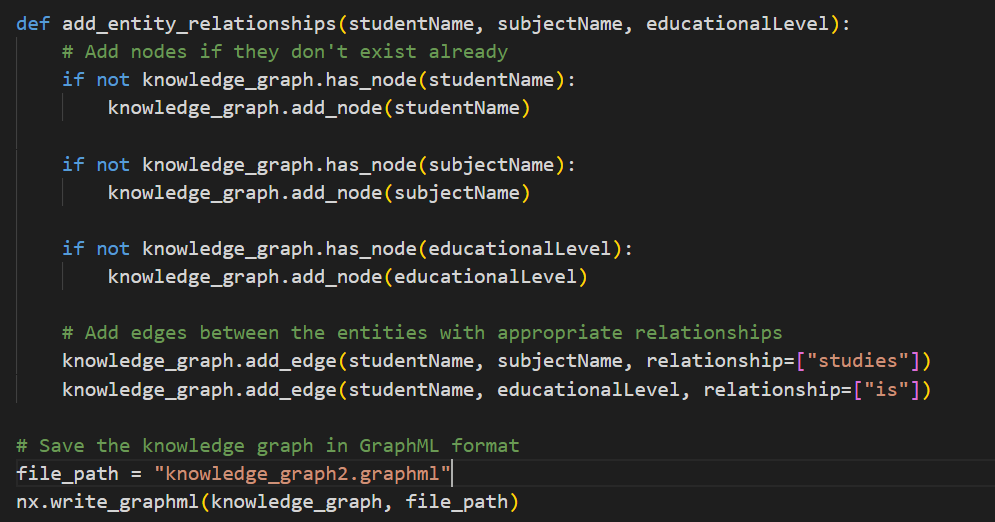 def add_entity_relationships(studentName, subjectName, educationalLevel):
    # Add nodes if they don't exist already
    if not knowledge_graph.has_node(studentName):
        knowledge_graph.add_node(studentName)
    if not knowledge_graph.has_node(subjectName):
        knowledge_graph.add_node(subjectName)
    if not knowledge_graph.has_node(educationalLevel):
        knowledge_graph.add_node(educationalLevel)
    # Add edges between the entities with appropriate relationships
    knowledge_graph.add_edge(studentName, subjectName, relationship=["studies"])
    knowledge_graph.add_edge(studentName, educationalLevel, relationship=["is"])
# Save the knowledge graph in GraphML format
file_path = "knowledge_graph2.graphml"
nx.write_graphml(knowledge_graph, file_path)